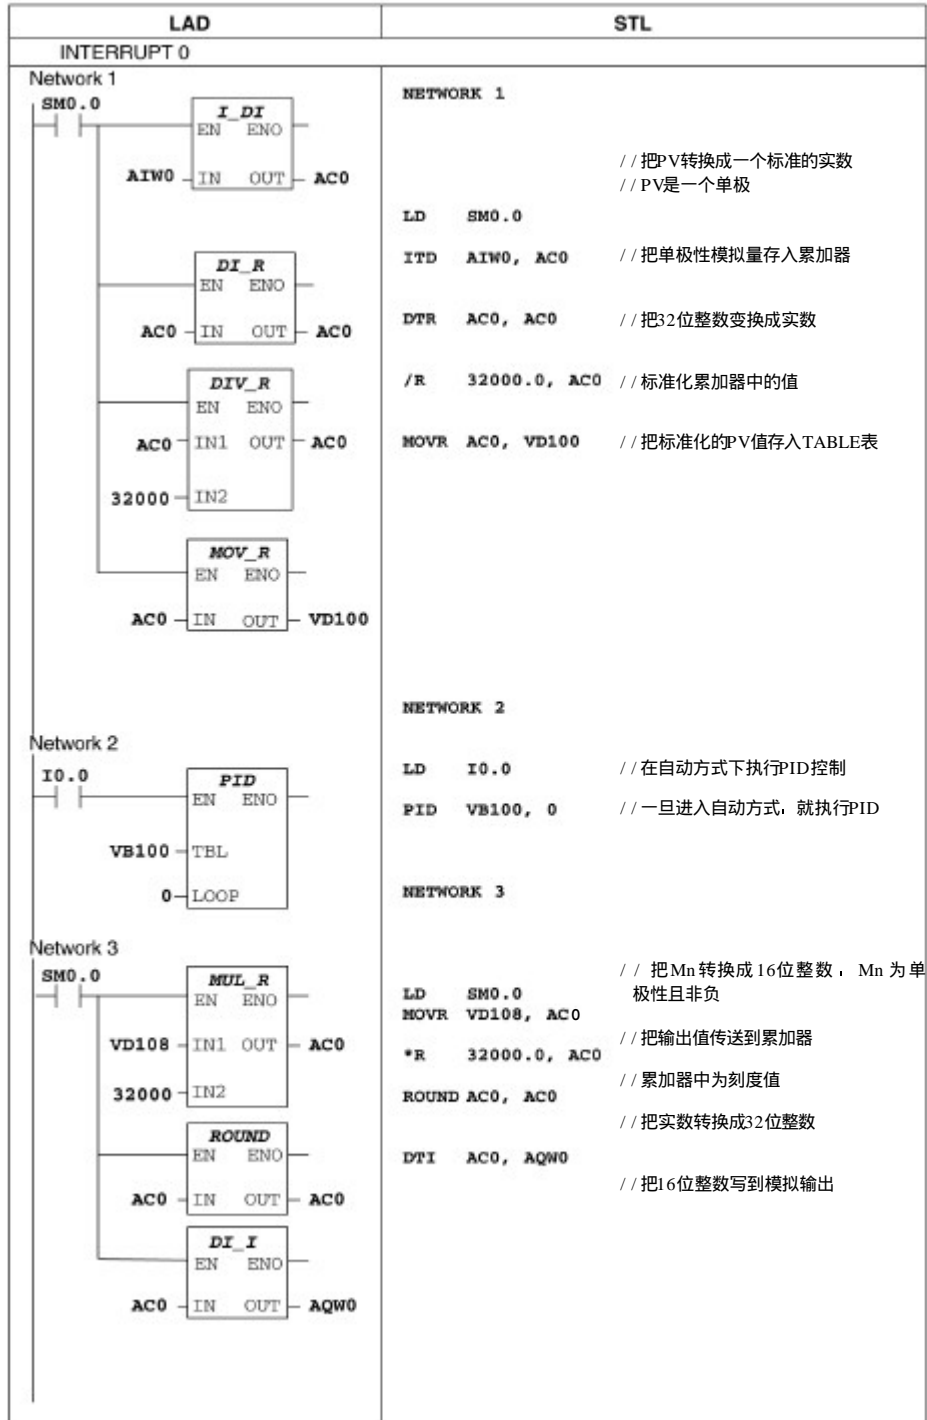 LAD
STL
INTERRUPT 0
Network 1
SM0.0
I_DI
EN ENO
AIW0 IN OUT AC0
DI_R
EN ENO
AC0 IN OUT AC0
DIV_R
EN ENO
AC0 IN1 OUT AC0
32000 IN2
MOV_R
EN ENO
AC0 IN OUT VD100
Network 2
I0.0
PID
EN ENO
VB100 TBL
0 LOOP
Network 3
SM0.0
MUL_R
EN ENO
VD108 IN1 OUT AC0
32000 IN2
ROUND
EN ENO
AC0 IN OUT AC0
DI_I
EN ENO
AC0 IN OUT AQW0
NETWORK 1
//把PV转换成一个标准的实数
//PV是一个单极
LD SM0.0
ITD AIW0, AC0 //把单极性模拟量存入累加器
DTR AC0, AC0 //把32位整数变换成实数
/R 32000.0, AC0 //标准化累加器中的值
MOVR AC0, VD100 //把标准化的PV值存入TABLE表
NETWORK 2
LD I0.0 //在自动方式下执行PID控制
PID VB100, 0 //一旦进入自动方式，就执行PID
NETWORK 3
// 把Mn转换成16位整数， Mn 为单
极性且非负
LD SM0.0
MOVR VD108, AC0
//把输出值传送到累加器
*R 32000.0, AC0
//累加器中为刻度值
ROUND AC0, AC0
//把实数转换成32位整数
DTI AC0, AQW0
//把16位整数写到模拟输出